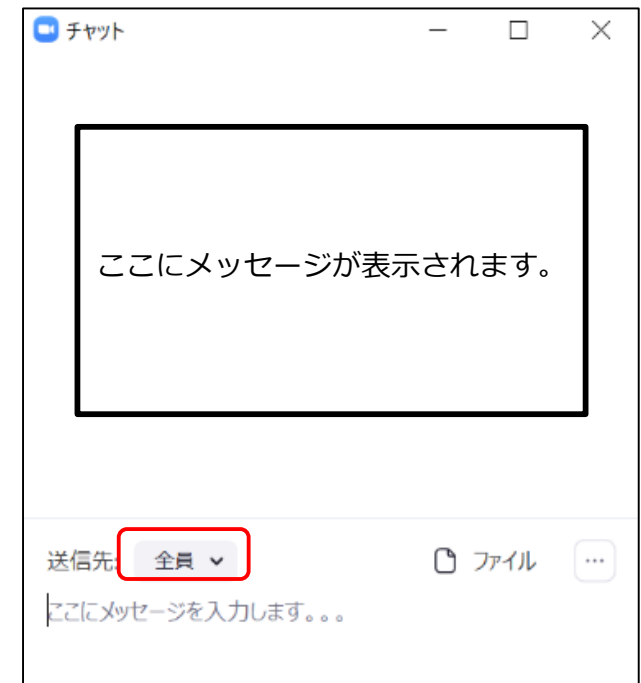 チャット
ここにメッセージが表示されます。
送信先: 全員 ファイル ...
ここにメッセージを入力します。。。